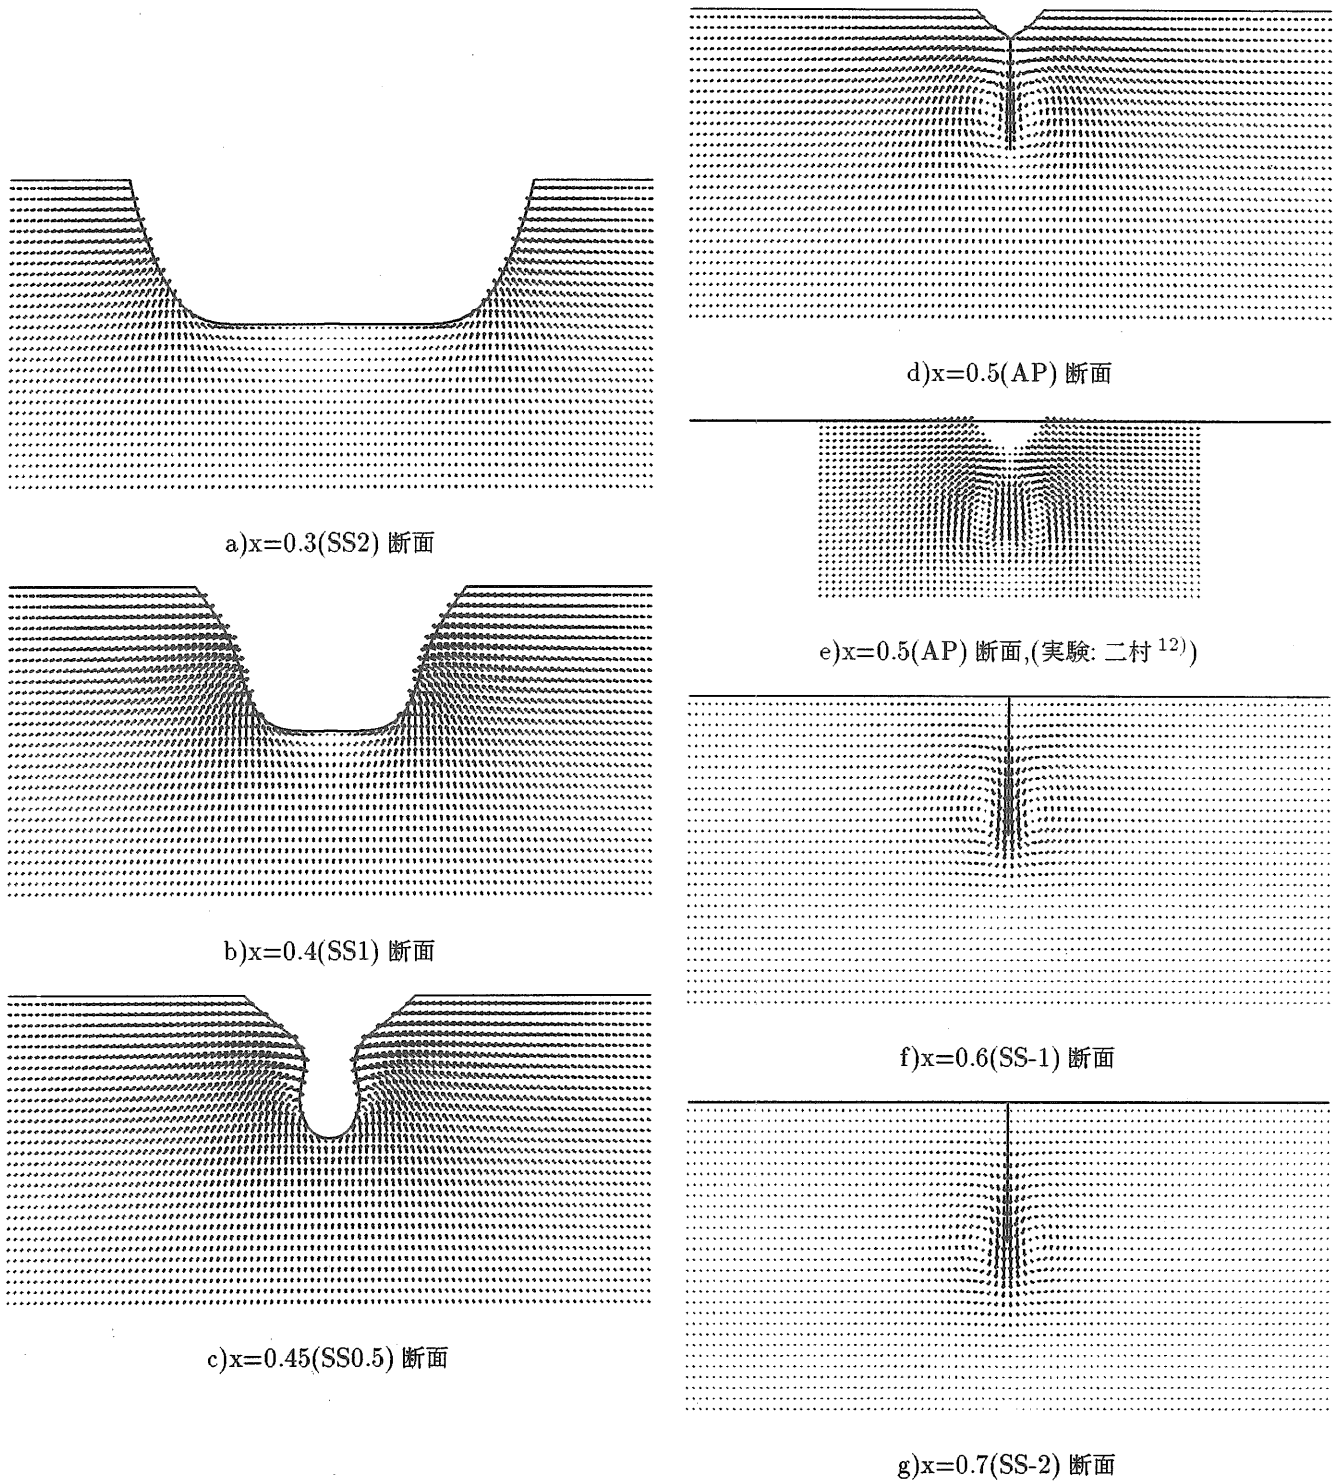 a)x=0.3(SS2) 断面
b)x=0.4(SS1) 断面
c)x=0.45(SS0.5) 断面
d)x=0.5(AP) 断面
e)x=0.5(AP) 断面,(実験: 二村 12))
f)x=0.6(SS-1) 断面
g)x=0.7(SS-2) 断面